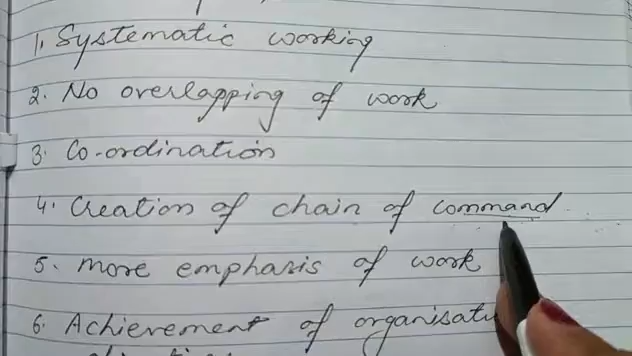 1. Systematic working
2. No overlapping of work
3. Co-ordination
4. Creation of chain of command
5. More emphasis of work
6. Achievement of